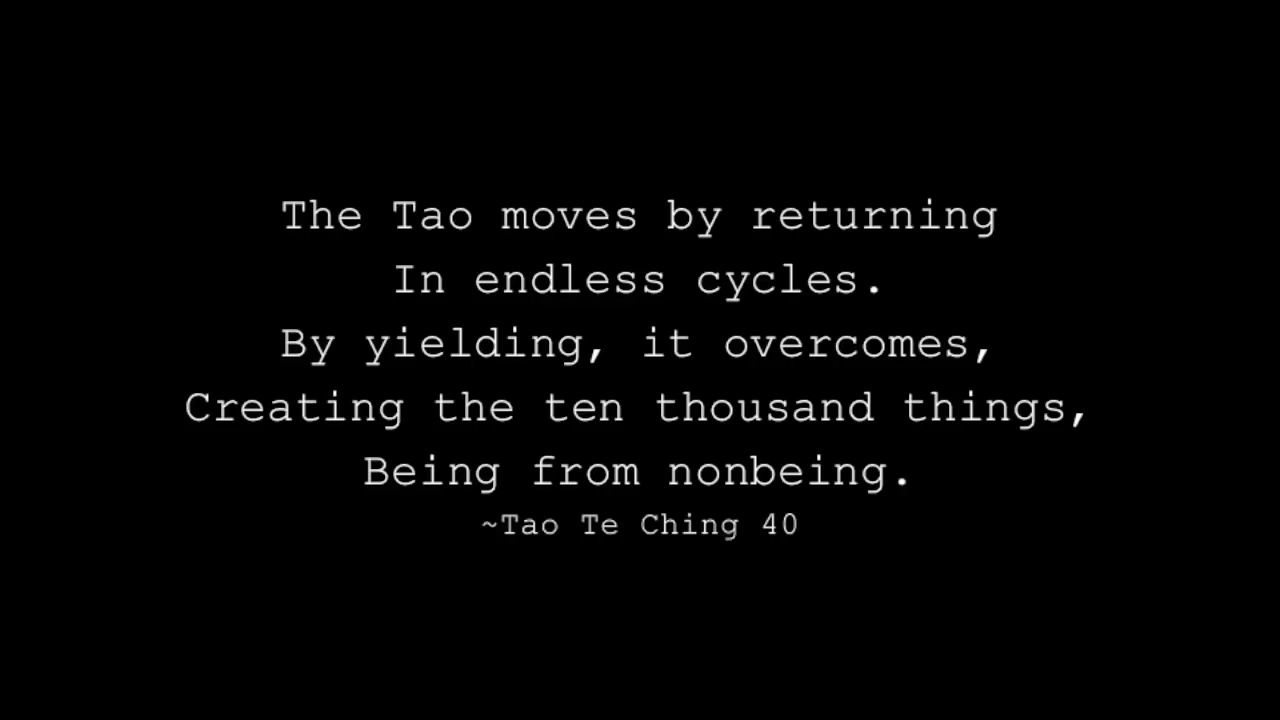 The Tao moves by returning
In endless cycles.
By yielding, it overcomes,
Creating the ten thousand things,
Being from nonbeing.
~Tao Te Ching 40